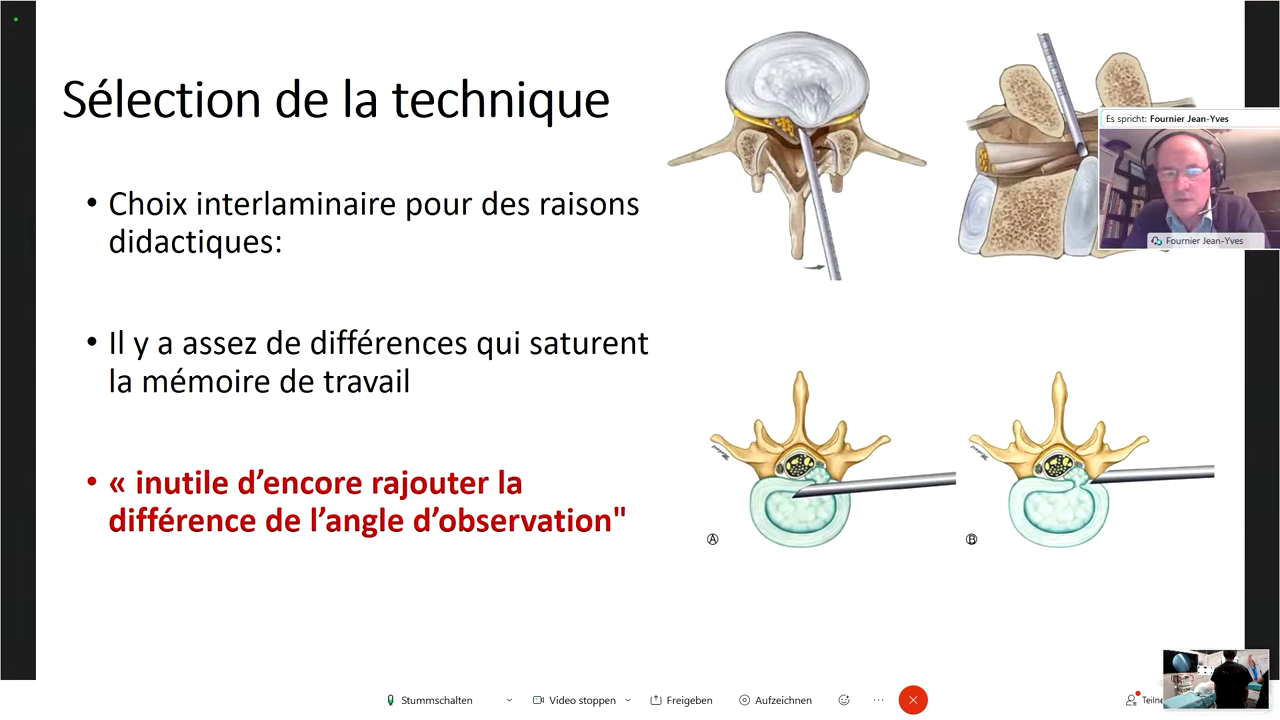 Sélection de la technique
• Choix interlaminaire pour des raisons
didactiques:
• Il y a assez de différences qui saturent
la mémoire de travail
• « inutile d’encore rajouter la
différence de l’angle d’observation"
Es spricht: Fournier Jean-Yves
Fournier Jean-Yves
A
B
Stummschalten
Video stoppen
Freigeben
Aufzeichnen